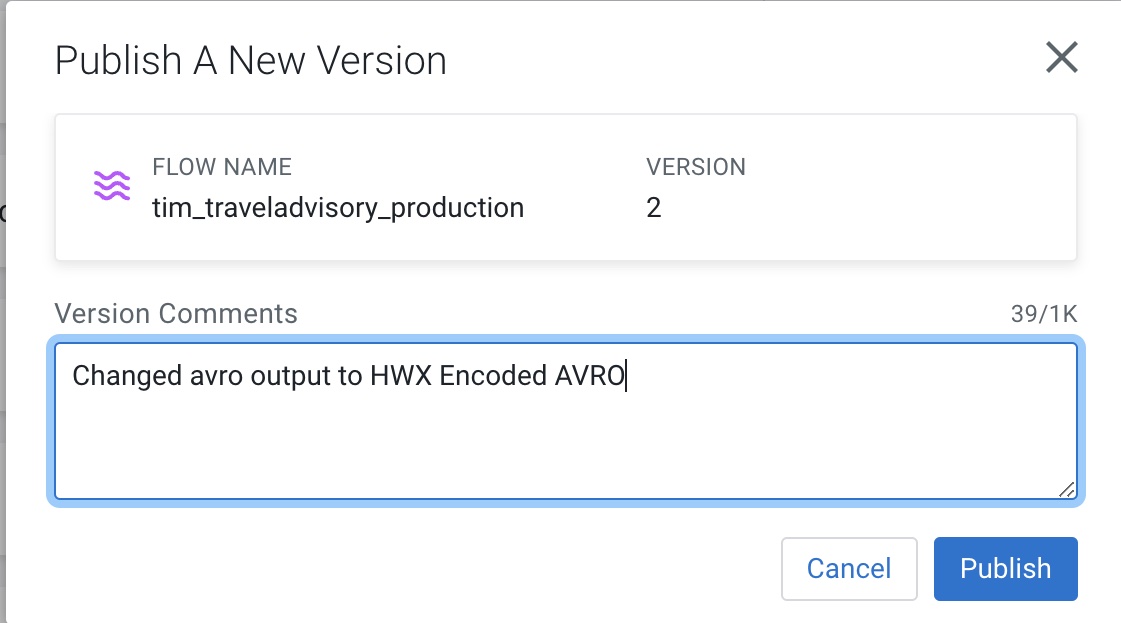 Publish A New Version
FLOW NAME
VERSION
tim_traveladvisory_production
2
Version Comments
39/1K
Changed avro output to HWX Encoded AVRO
Cancel
Publish